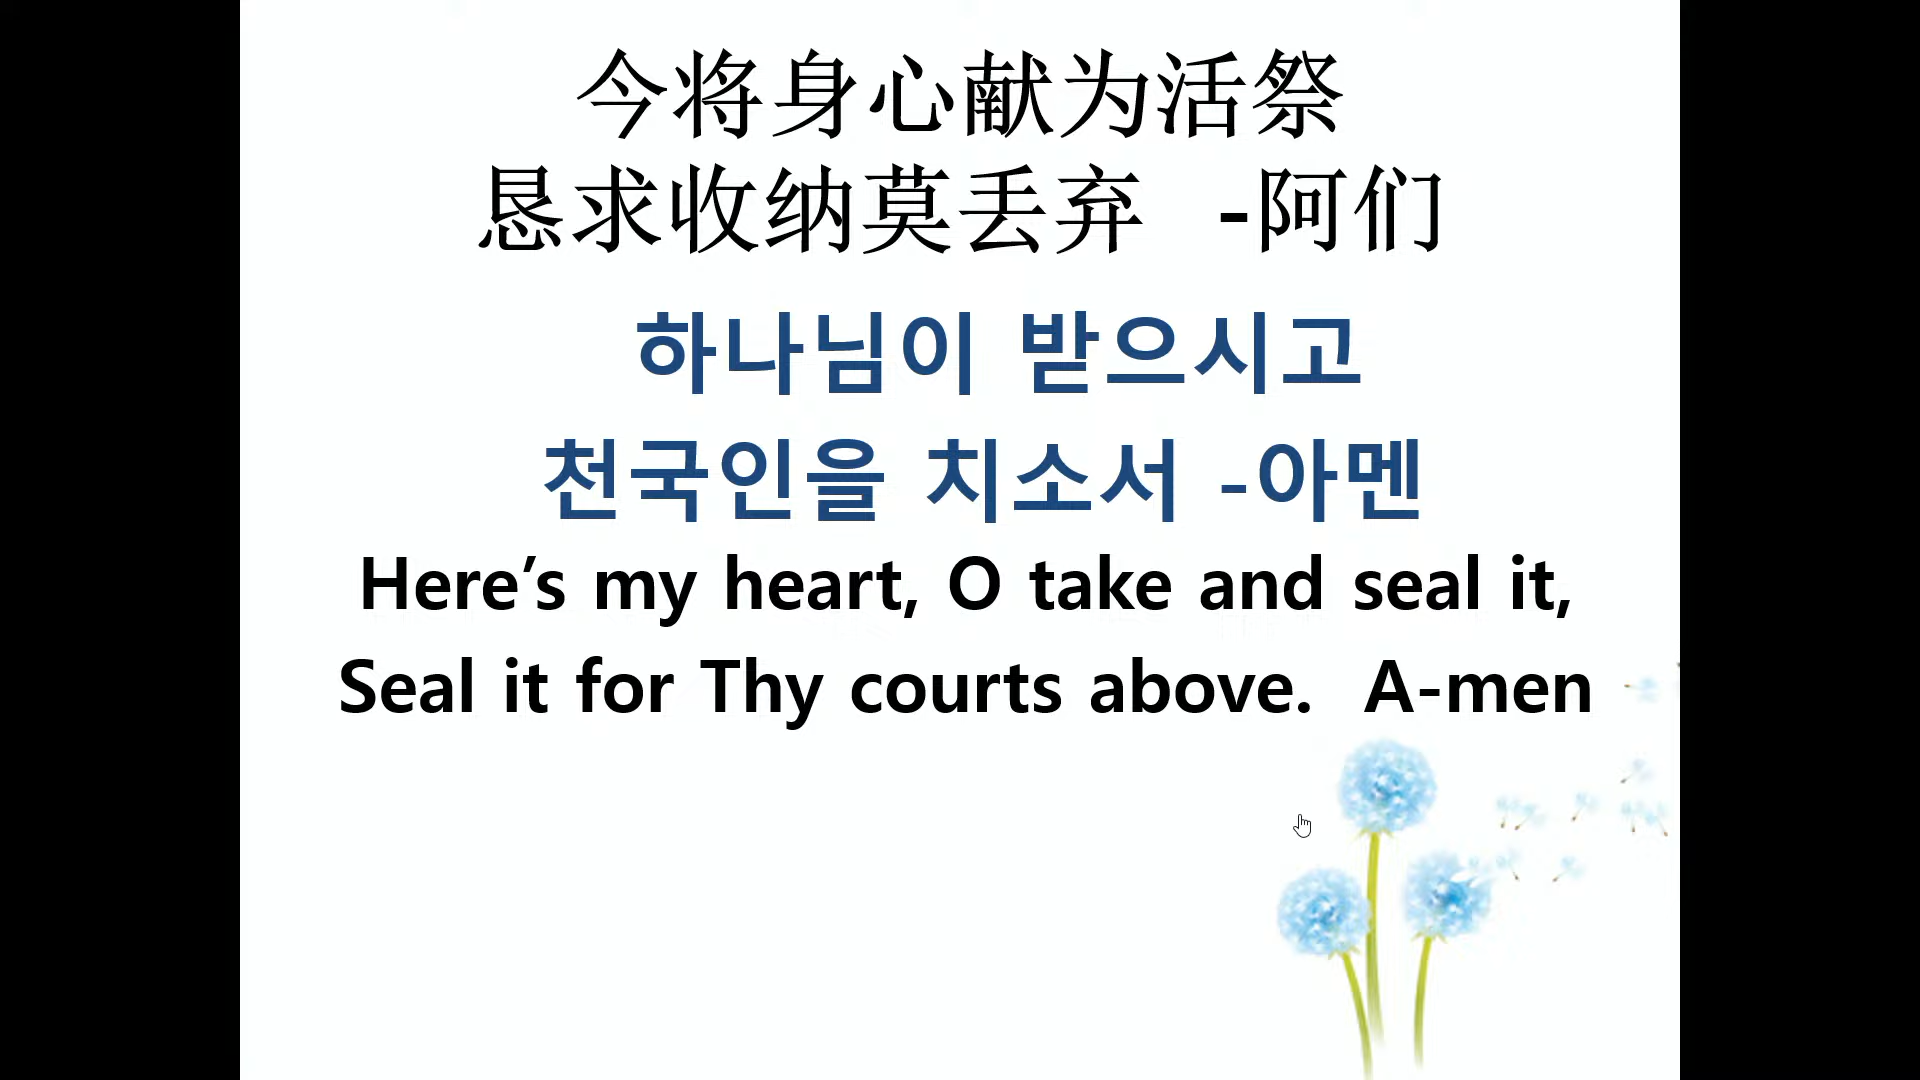 今将身心献为活祭
恳求收纳莫丢弃 -阿们
하나님이 받으시고
천국인을 치소서 -아멘
Here’s my heart, O take and seal it,
Seal it for Thy courts above. A-men